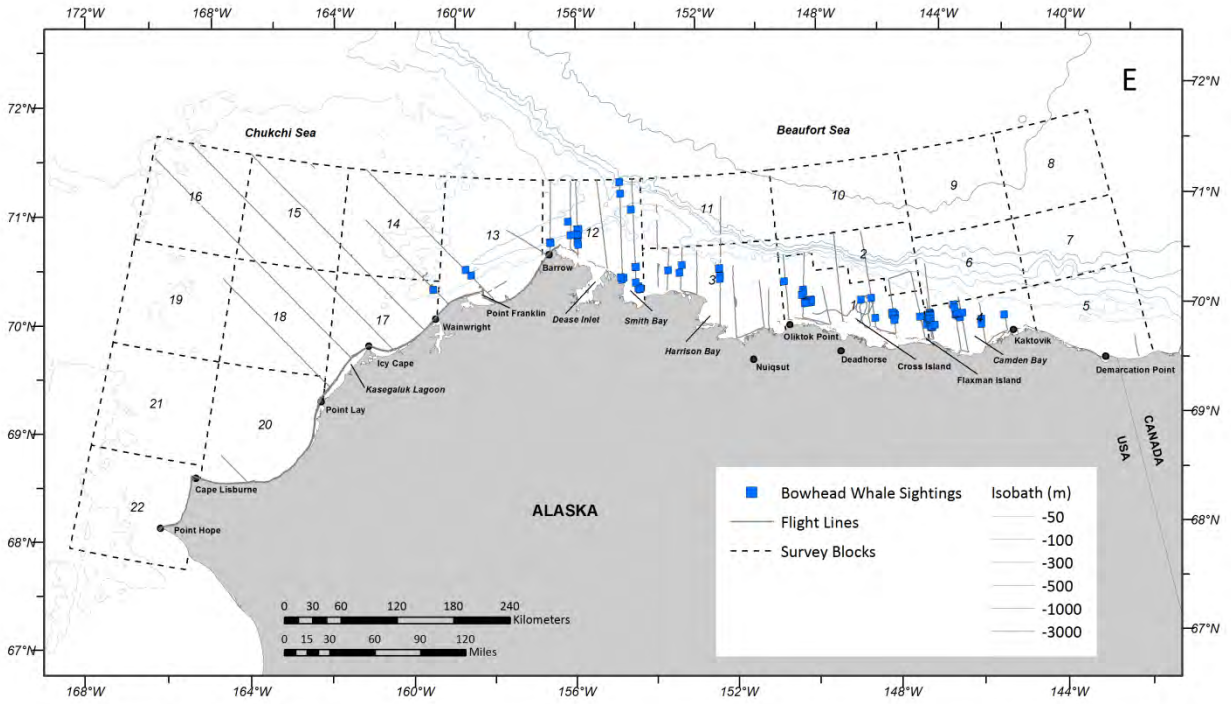 168°W 164°W 160°W 156°W 152°W 148°W 144°W 140°W
E
72°N 72°N
Chukchi Sea Beaufort Sea
8
9
16
10
15
71°N 71°N
14 11
13 12 7
2
6
19 3
18 17 1 5
4
70°N 70°N
Barrow
Point Franklin
Wainwright
Dease Inlet
Smith Bay
Harrison Bay
Oliktok Point
Kaktovik
Icy Cape
Nuiqsut
Deadhorse
Cross Island
Camden Bay
Demarcation Point
Flaxman Island
Kasegaluk Lagoon
21
Point Lay
20
69°N 69°N
CANADA
USA
Cape Lisburne
22
Point Hope
ALASKA
68°N 68°N
Bowhead Whale Sightings
Flight Lines
Survey Blocks
Isobath (m)
-50
-100
-300
-500
-1000
-3000
0 30 60 120 180 240
Kilometers
0 15 30 60 90 120
Miles
67°N 67°N
168°W 164°W 160°W 156°W 152°W 148°W 144°W